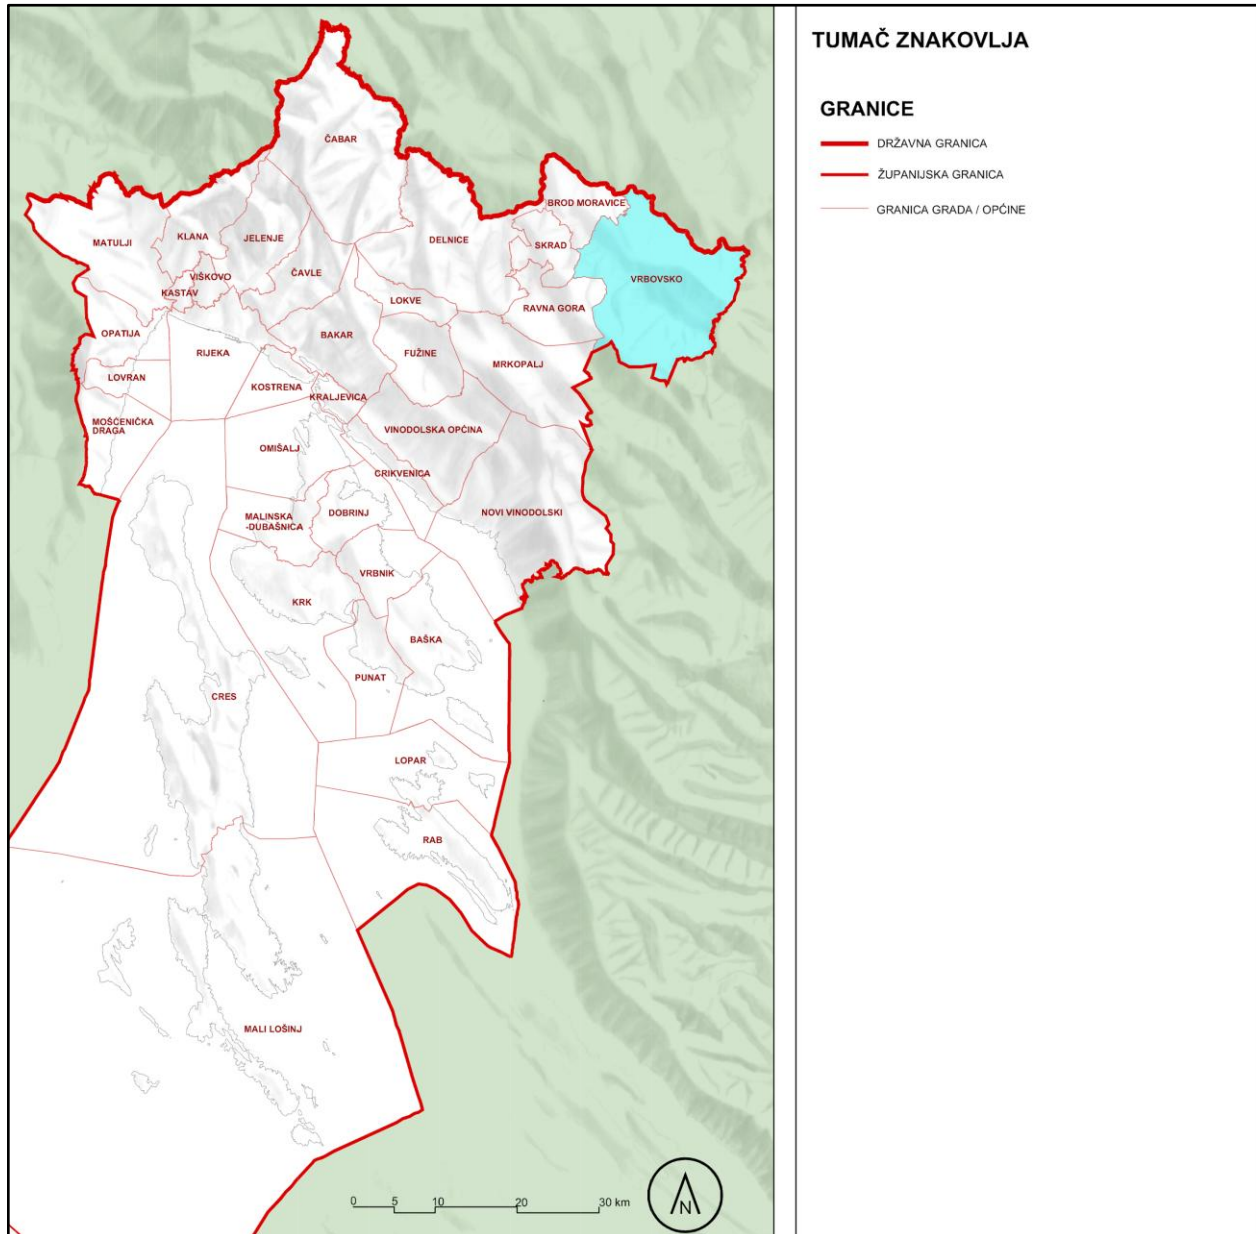 TUMAČ ZNAKOVLJA
GRANICE
DRŽAVNA GRANICA
ŽUPANIJSKA GRANICA
GRANICA GRADA / OPĆINE
ČABAR
BROD MORAVICE
MATULJI
KLANA
JELENJE
DELNICE
SKRAD
VIŠKOVO
ČAVLE
VRBOVSKO
KASTAV
LOKVE
RAVNA GORA
OPATIJA
RIJEKA
BAKAR
FUŽINE
MRKOPALJ
LOVRAN
KOSTRENA
KRALJEVICA
MOŠĆENIČKA
DRAGA
VINODOLSKA OPĆINA
OMIŠALJ
CRIKVENICA
MALINSKA
-DUBAŠNICA
DOBRINJ
NOVI VINODOLSKI
VRBNIK
KRK
BAŠKA
PUNAT
CRES
LOPAR
RAB
MALI LOŠINJ
0 5 10 20 30 km
N